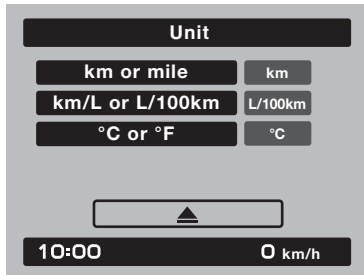 Unit
km or mile km
km/L or L/100km L/100km
°C or °F °C
10:00 0 km/h